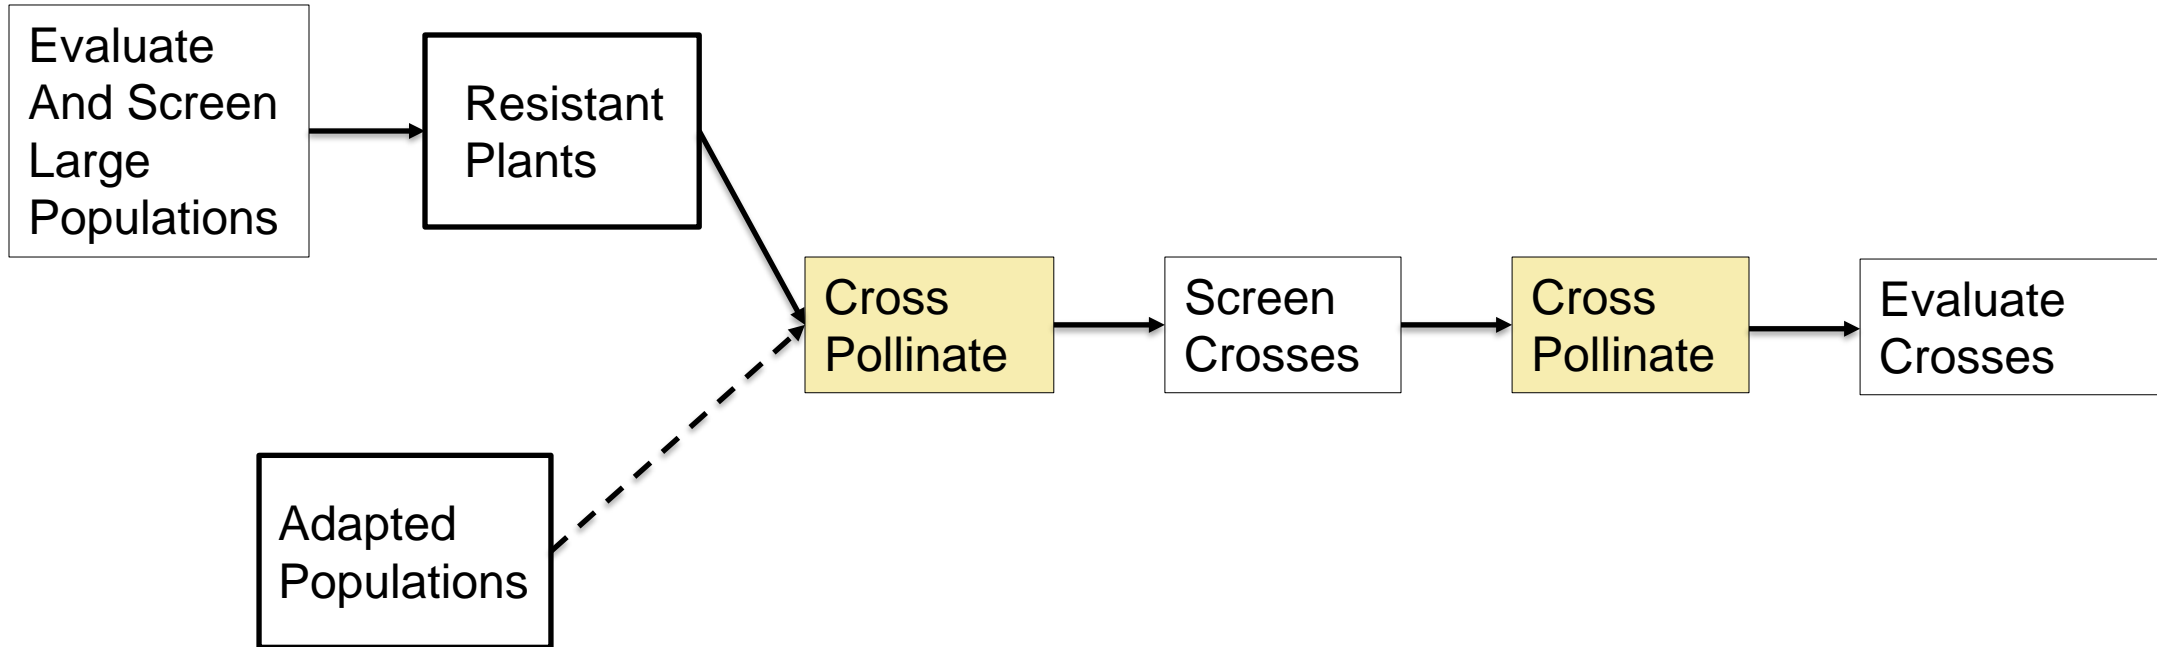 Evaluate
And Screen
Large
Populations
Resistant
Plants
Cross
Pollinate
Screen
Crosses
Cross
Pollinate
Evaluate
Crosses
Adapted
Populations